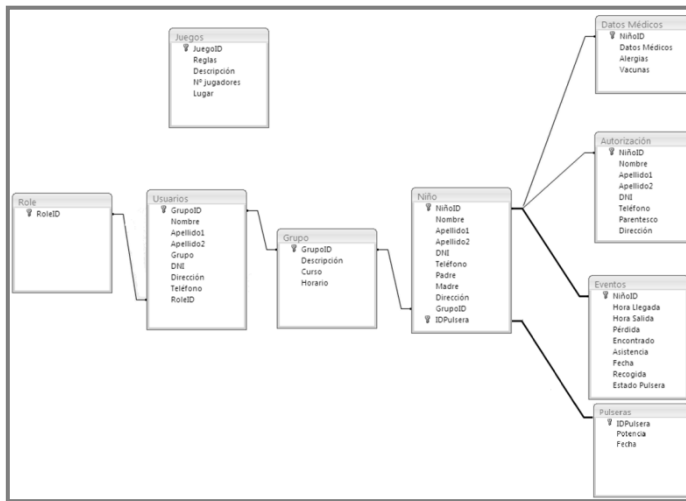 Juegos
JuegoID
Reglas
Descripción
Nº jugadores
Lugar
Datos Médicos
NiñoID
Datos Médicos
Alergias
Vacunas
Autorización
NiñoID
Nombre
Apellido1
Apellido2
DNI
Teléfono
Parentesco
Dirección
Role
RoleID
Usuarios
GrupoID
Nombre
Apellido1
Apellido2
Grupo
DNI
Dirección
Teléfono
RoleID
Grupo
GrupoID
Descripción
Curso
Horario
Niño
NiñoID
Nombre
Apellido1
Apellido2
DNI
Teléfono
Padre
Madre
Dirección
GrupoID
IDPulsera
Eventos
NiñoID
Hora Llegada
Hora Salida
Pérdida
Encontrado
Asistencia
Fecha
Recogida
Estado Pulsera
Pulseras
IDPulsera
Potencia
Fecha